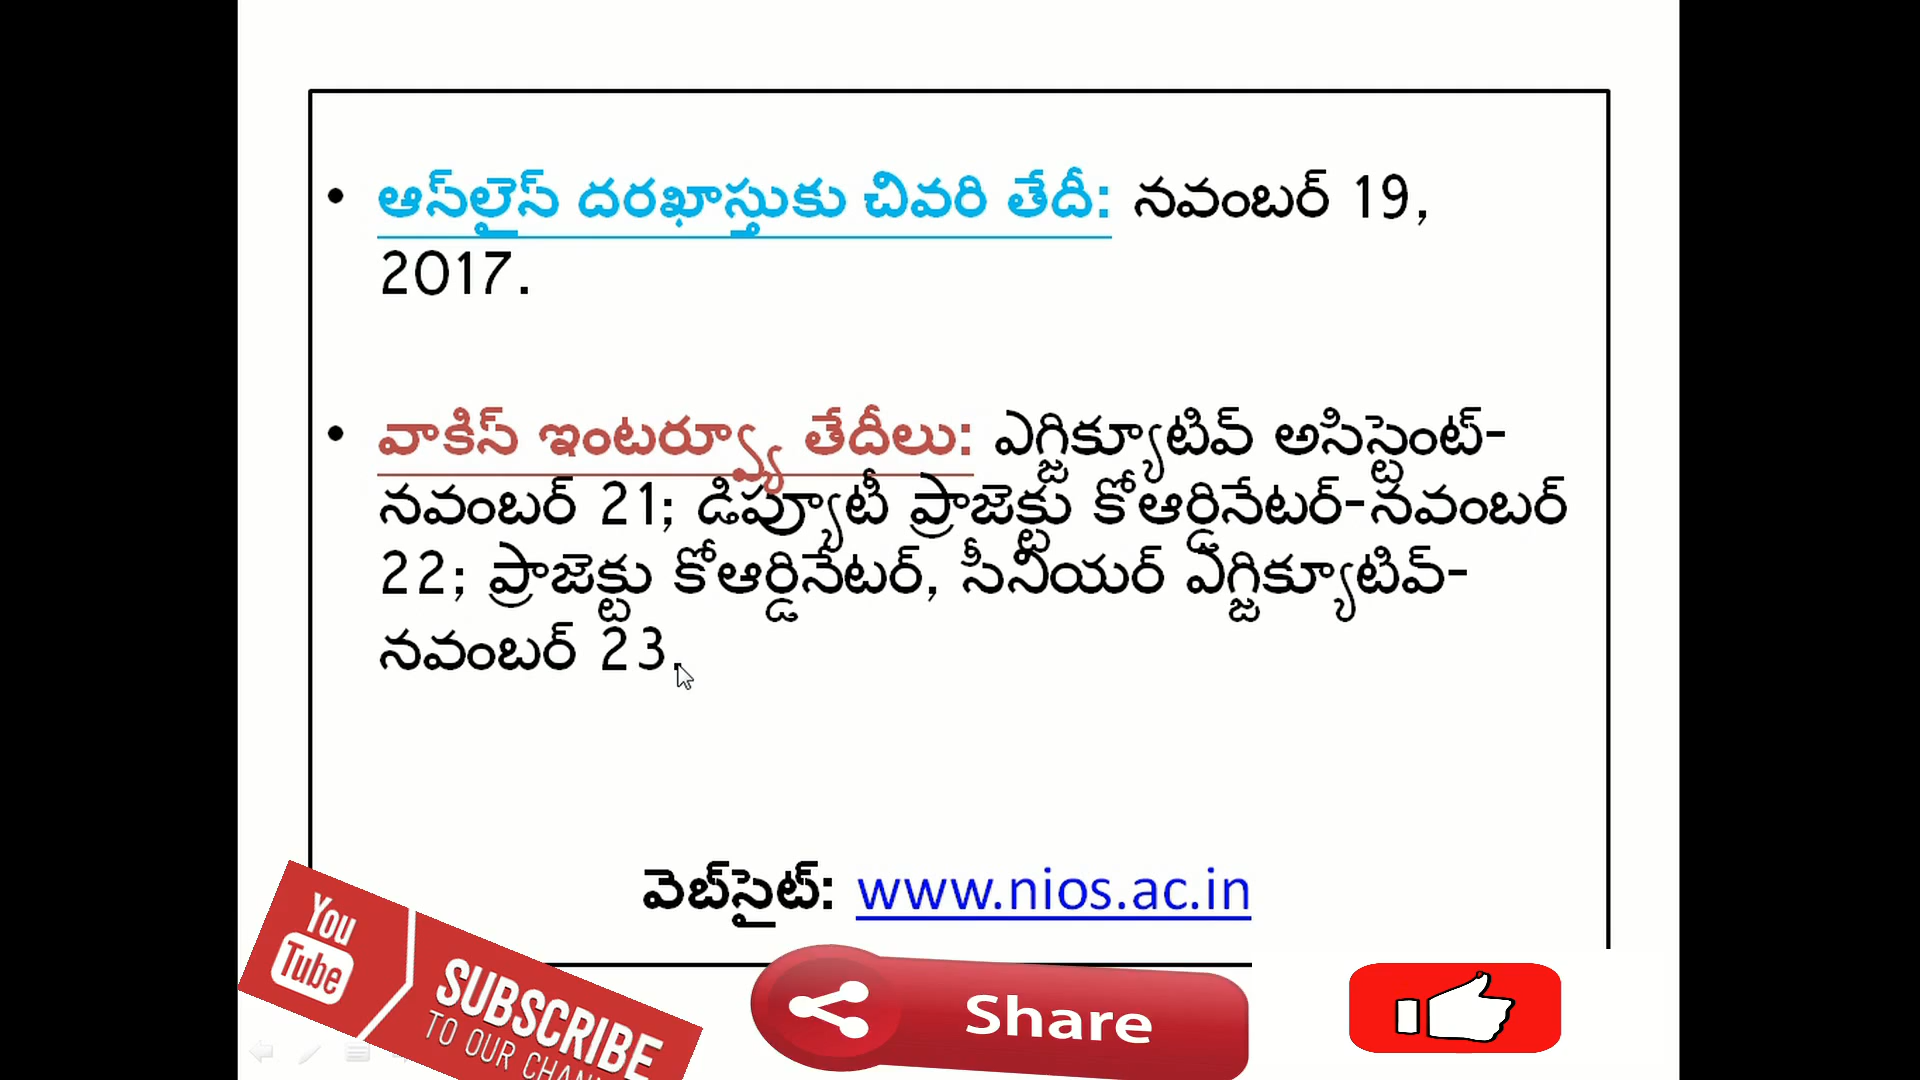 • ఆన్‌లైన్ దరఖాస్తుకు చివరి తేదీ: నవంబర్ 19,
2017.
• వాకిన్ ఇంటర్వ్యూ తేదీలు: ఎగ్జిక్యూటివ్ అసిస్టెంట్-
నవంబర్ 21; డిప్యూటీ ప్రాజెక్టు కోఆర్డినేటర్-నవంబర్
22; ప్రాజెక్టు కోఆర్డినేటర్, సీనియర్ ఎగ్జిక్యూటివ్-
నవంబర్ 23.
వెబ్‌సైట్: www.nios.ac.in
You
Tube
SUBSCRIBE
TO OUR
Share